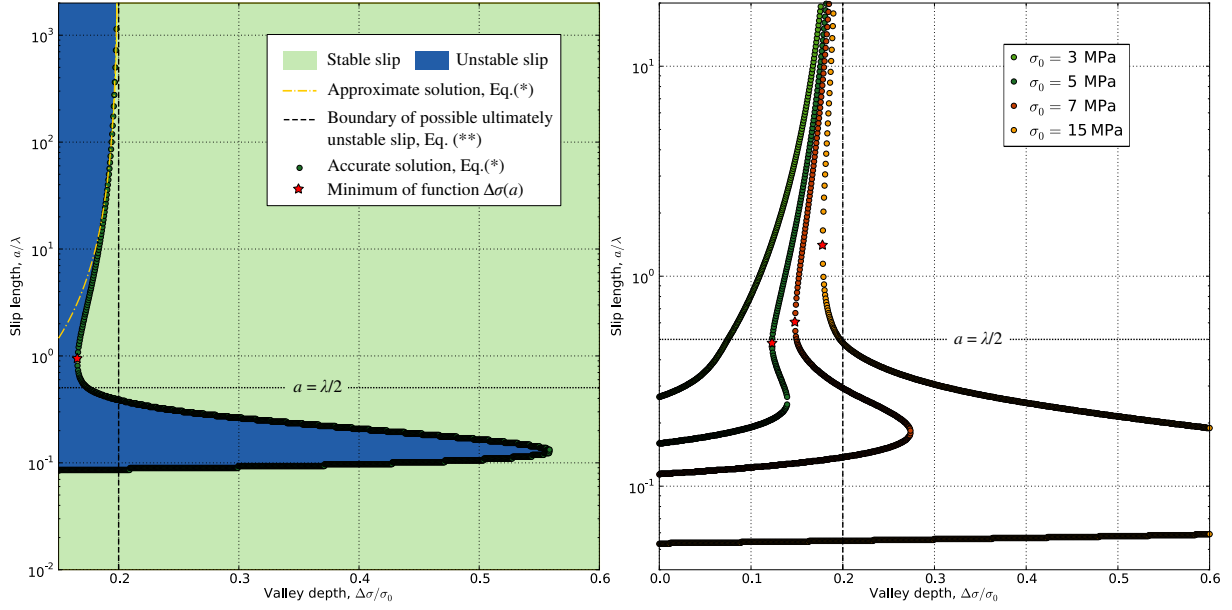 10³
10²
10¹
10⁰
10⁻¹
10⁻²
Slip length, a/λ
0.2
0.3
0.4
0.5
0.6
Valley depth, Δσ/σ₀
Stable slip
Unstable slip
Approximate solution, Eq.(*)
Boundary of possible ultimately
unstable slip, Eq. (**)
Accurate solution, Eq.(*)
Minimum of function Δσ(a)
a = λ/2
10¹
10⁰
10⁻¹
Slip length, a/λ
0.0
0.1
0.2
0.3
0.4
0.5
0.6
Valley depth, Δσ/σ₀
σ₀ = 3 MPa
σ₀ = 5 MPa
σ₀ = 7 MPa
σ₀ = 15 MPa
a = λ/2